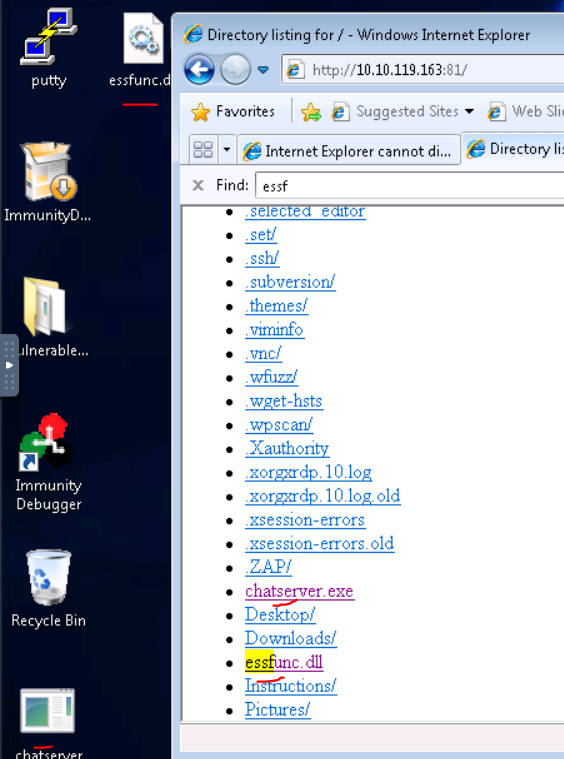 putty
essfunc.d
ImmunityD...
ulnerable...
Immunity
Debugger
Recycle Bin
chatserver
Directory listing for / - Windows Internet Explorer
http://10.10.119.163:81/
Favorites
Suggested Sites
Web Slic
Internet Explorer cannot di...
Directory lis
x Find: essf
.selected_editor
.set/
.ssh/
.subversion/
.themes/
.viminfo
.vnc/
.wfuzz/
.wget-hsts
.wpscan/
.Xauthority
.xorgxrdp.10.log
.xorgxrdp.10.log.old
.xsession-errors
.xsession-errors.old
.ZAP/
chatserver.exe
Desktop/
Downloads/
essfunc.dll
Instructions/
Pictures/